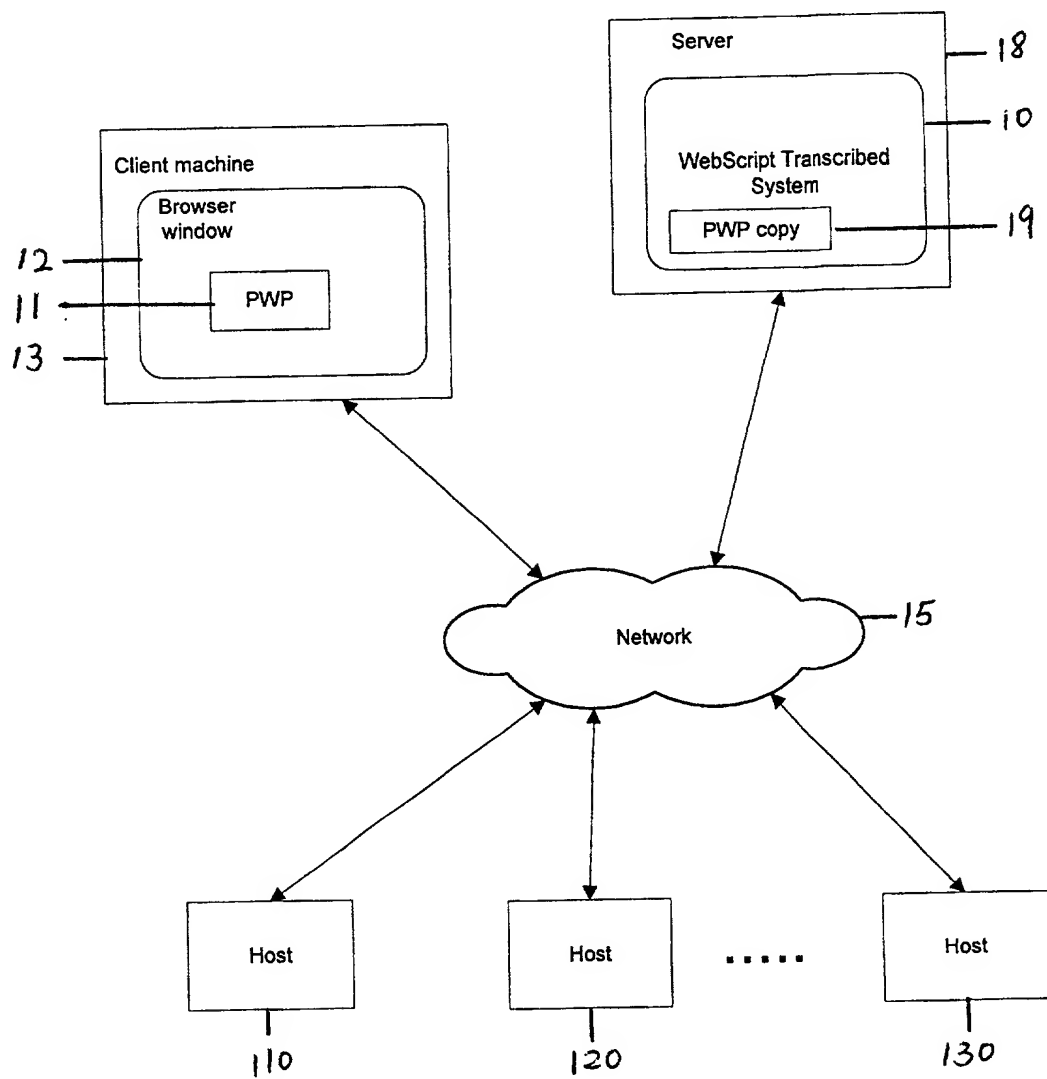 Server
18
10
WebScript Transcribed
System
PWP copy
19
Client machine
Browser
window
PWP
12
11
13
Network
15
Host
Host
.....
Host
110
120
130